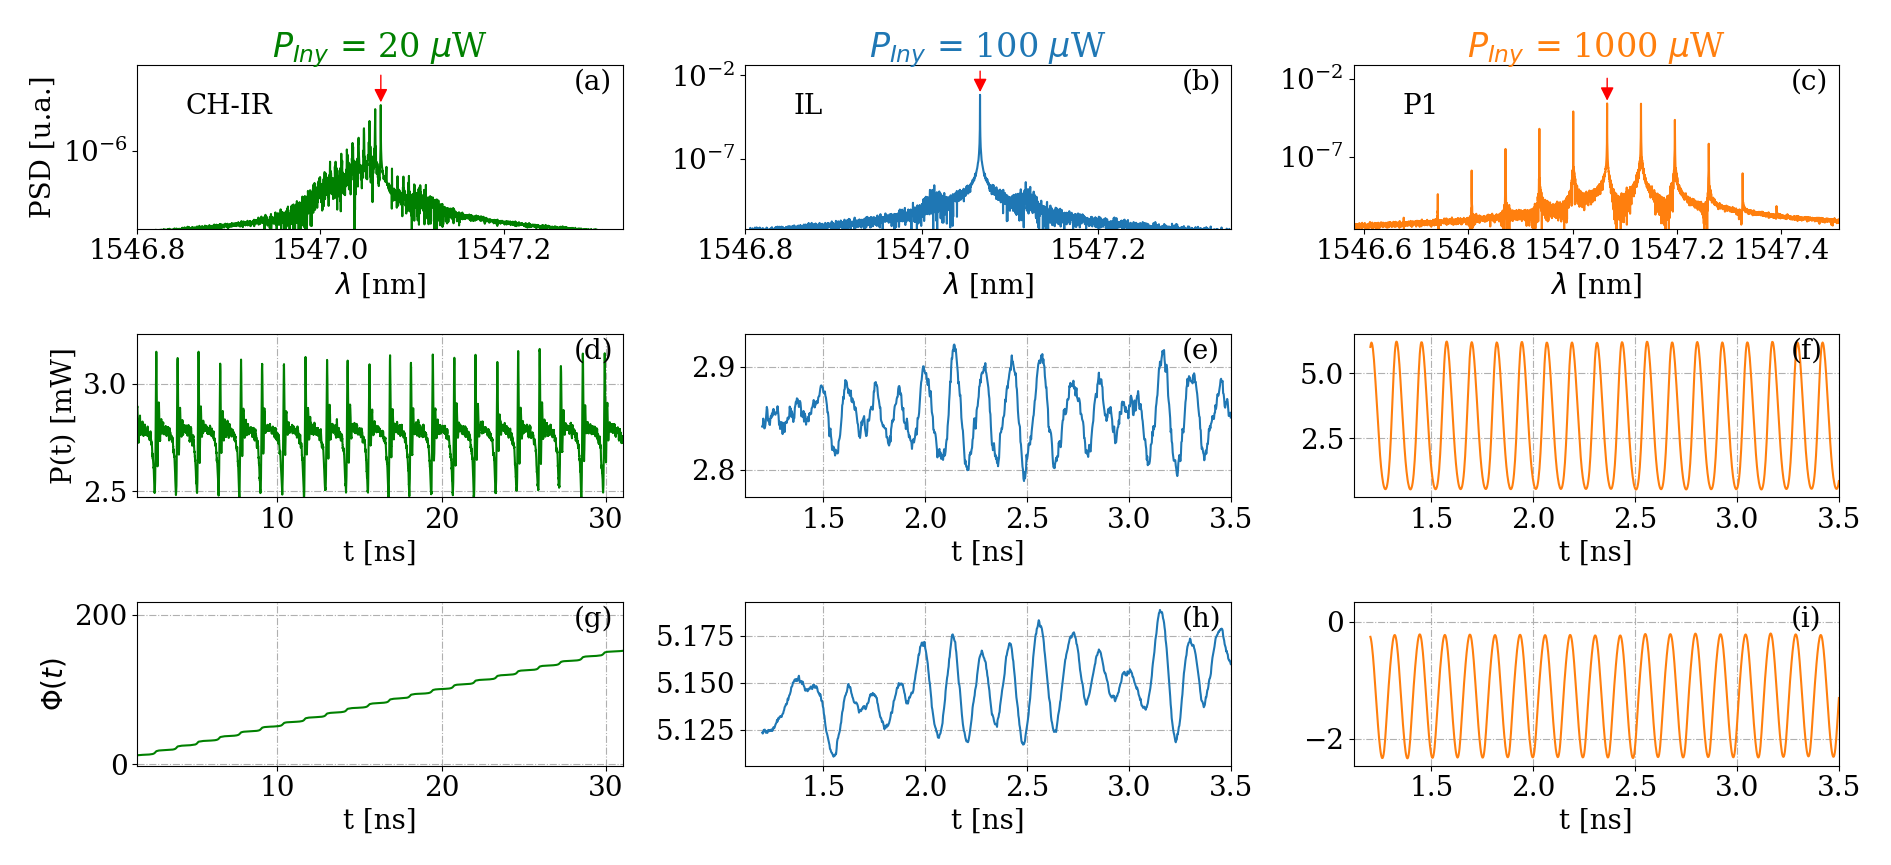 P_Iny = 20 μW
P_Iny = 100 μW
P_Iny = 1000 μW
(a)
CH-IR
PSD [u.a.]
10^-6
1546.8 1547.0 1547.2
λ [nm]
(b)
IL
10^-2
10^-7
1546.8 1547.0 1547.2
λ [nm]
(c)
P1
10^-2
10^-7
1546.6 1546.8 1547.0 1547.2 1547.4
λ [nm]
(d)
P(t) [mW]
3.0
2.5
10 20 30
t [ns]
(e)
2.9
2.8
1.5 2.0 2.5 3.0 3.5
t [ns]
(f)
5.0
2.5
1.5 2.0 2.5 3.0 3.5
t [ns]
(g)
Φ(t)
200
0
10 20 30
t [ns]
(h)
5.175
5.150
5.125
1.5 2.0 2.5 3.0 3.5
t [ns]
(i)
0
−2
1.5 2.0 2.5 3.0 3.5
t [ns]